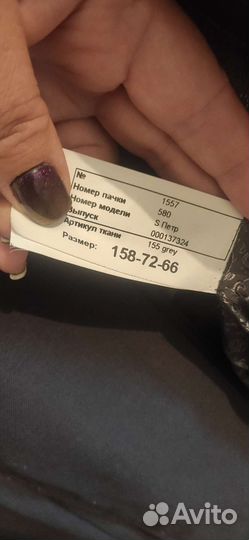 №
Номер пачки 1557
Номер модели 580
Выпуск S Петр
Артикул ткани 000137324
155 grey
Размер: 158-72-66
Avito